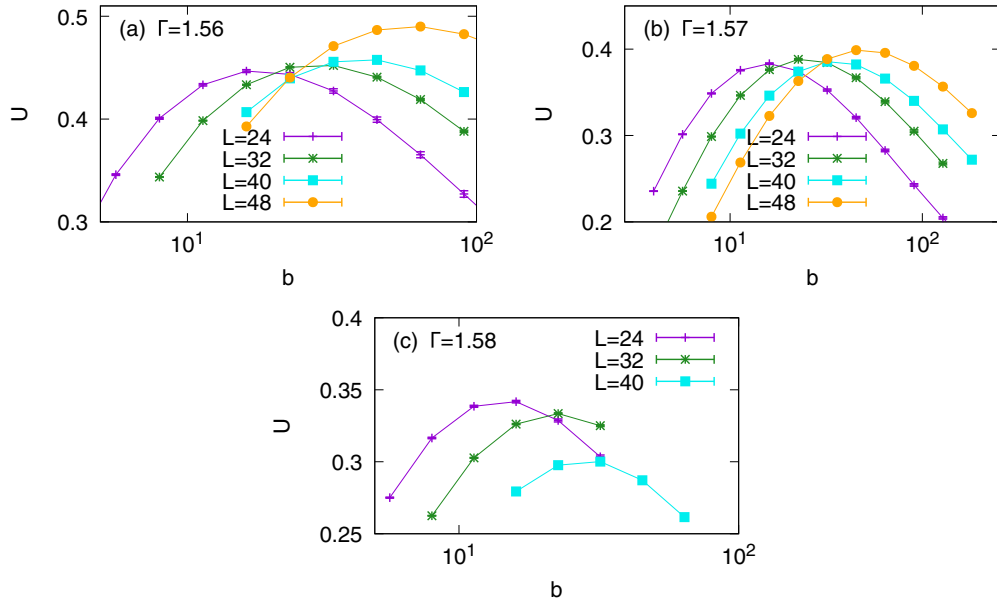 (a) Γ=1.56
U
0.5
0.4
0.3
L=24
L=32
L=40
L=48
10^1
10^2
b
(b) Γ=1.57
U
0.4
0.3
0.2
L=24
L=32
L=40
L=48
10^1
10^2
b
(c) Γ=1.58
U
0.4
0.35
0.3
0.25
L=24
L=32
L=40
10^1
10^2
b